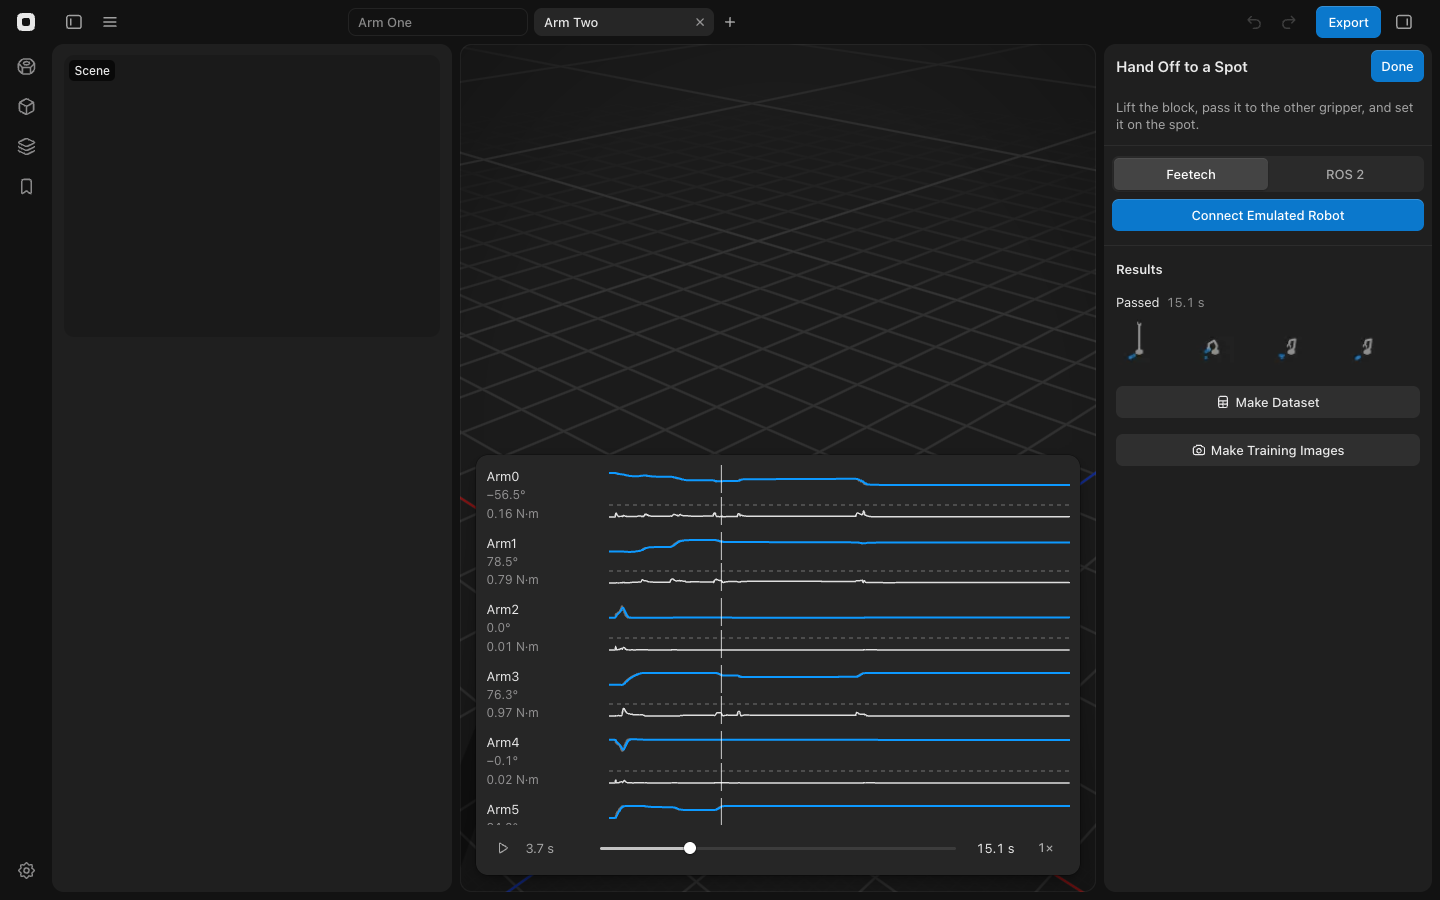 Arm One
Arm Two
Export
Scene
Hand Off to a Spot
Done
Lift the block, pass it to the other gripper, and set
it on the spot.
Feetech
ROS 2
Connect Emulated Robot
Results
Passed 15.1 s
Make Dataset
Make Training Images
Arm0
−56.5°
0.16 N·m
Arm1
78.5°
0.79 N·m
Arm2
0.0°
0.01 N·m
Arm3
76.3°
0.97 N·m
Arm4
−0.1°
0.02 N·m
Arm5
3.7 s
15.1 s
1×